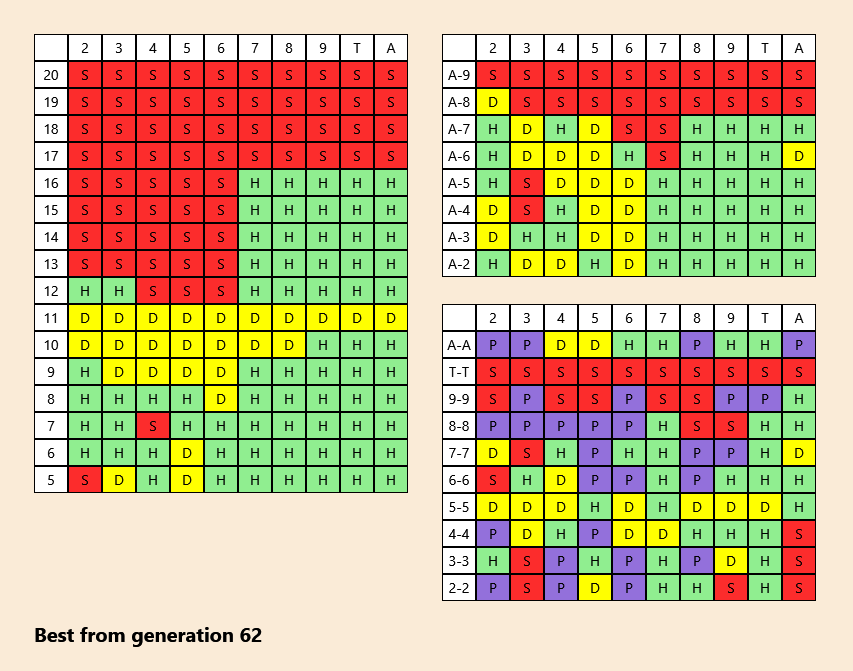 2 3 4 5 6 7 8 9 T A
20 S S S S S S S S S S
19 S S S S S S S S S S
18 S S S S S S S S S S
17 S S S S S S S S S S
16 S S S S S H H H H H
15 S S S S S H H H H H
14 S S S S S H H H H H
13 S S S S S H H H H H
12 H H S S S H H H H H
11 D D D D D D D D D D
10 D D D D D D D H H H
9 H D D D D H H H H H
8 H H H H D H H H H H
7 H H S H H H H H H H
6 H H H D H H H H H H
5 S D H D H H H H H H
2 3 4 5 6 7 8 9 T A
A-9 S S S S S S S S S S
A-8 D S S S S S S S S S
A-7 H D H D S S H H H H
A-6 H D D D H S H H H D
A-5 H S D D D H H H H H
A-4 D S H D D H H H H H
A-3 D H H D D H H H H H
A-2 H D D H D H H H H H
2 3 4 5 6 7 8 9 T A
A-A P P D D H H P H H P
T-T S S S S S S S S S S
9-9 S P S S P S S P P H
8-8 P P P P P H S S H H
7-7 D S H P H H P P H D
6-6 S H D P P H P H H H
5-5 D D D H D H D D D H
4-4 P D H P D D H H H S
3-3 H S P H P H P D H S
2-2 P S P D P H H S H S
Best from generation 62